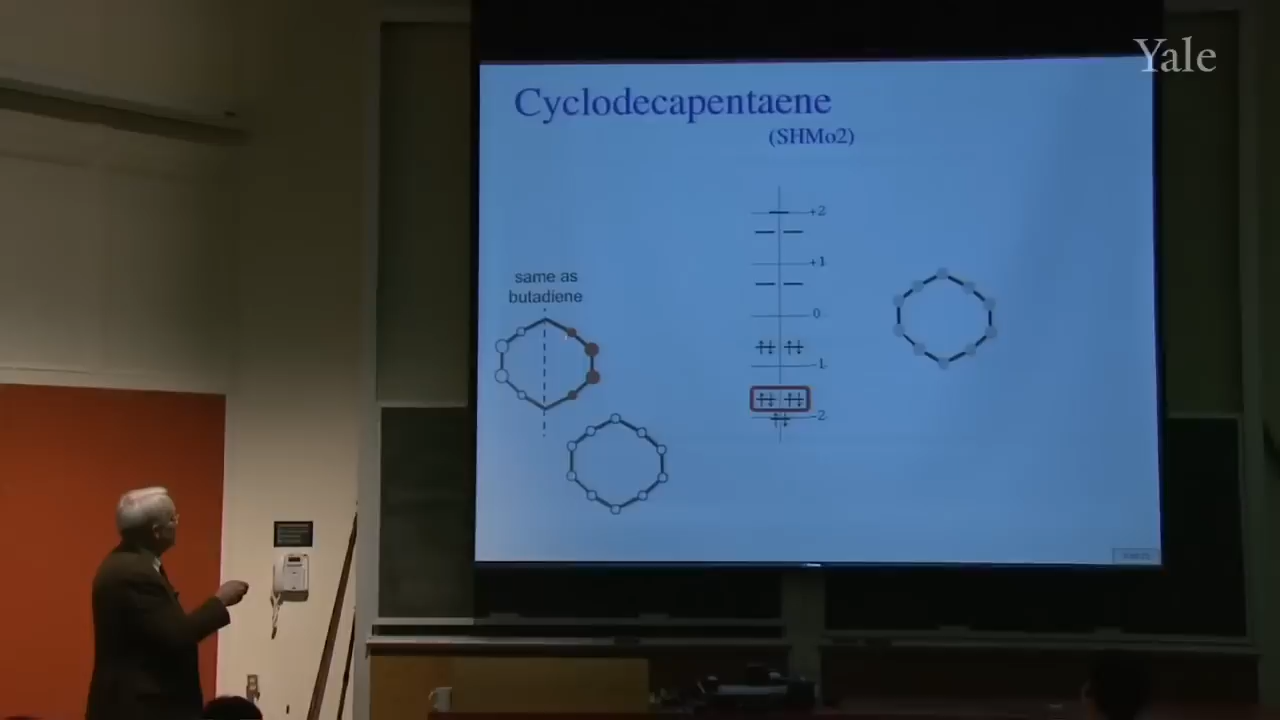 Yale
Cyclodecapentaene
(SHMo2)
+2
+1
0
-1
-2
same as
butadiene